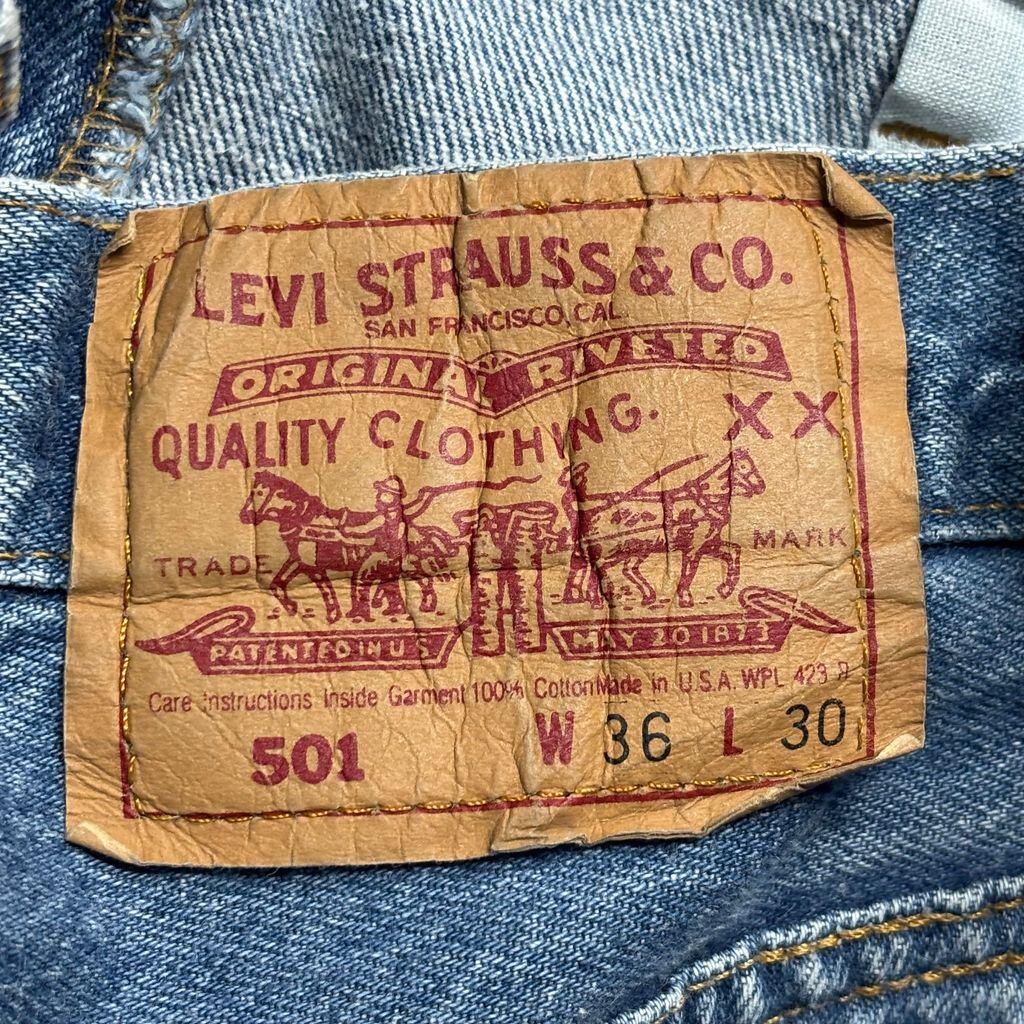 LEVI STRAUSS & CO.
SAN FRANCISCO, CAL.
ORIGINAL RIVETED
QUALITY CLOTHING. XX
TRADE MARK
PATENTED IN U S MAY 20 1873
Care instructions Inside Garment 100% Cotton Made in U.S.A. WPL 423
501 W 36 L 30